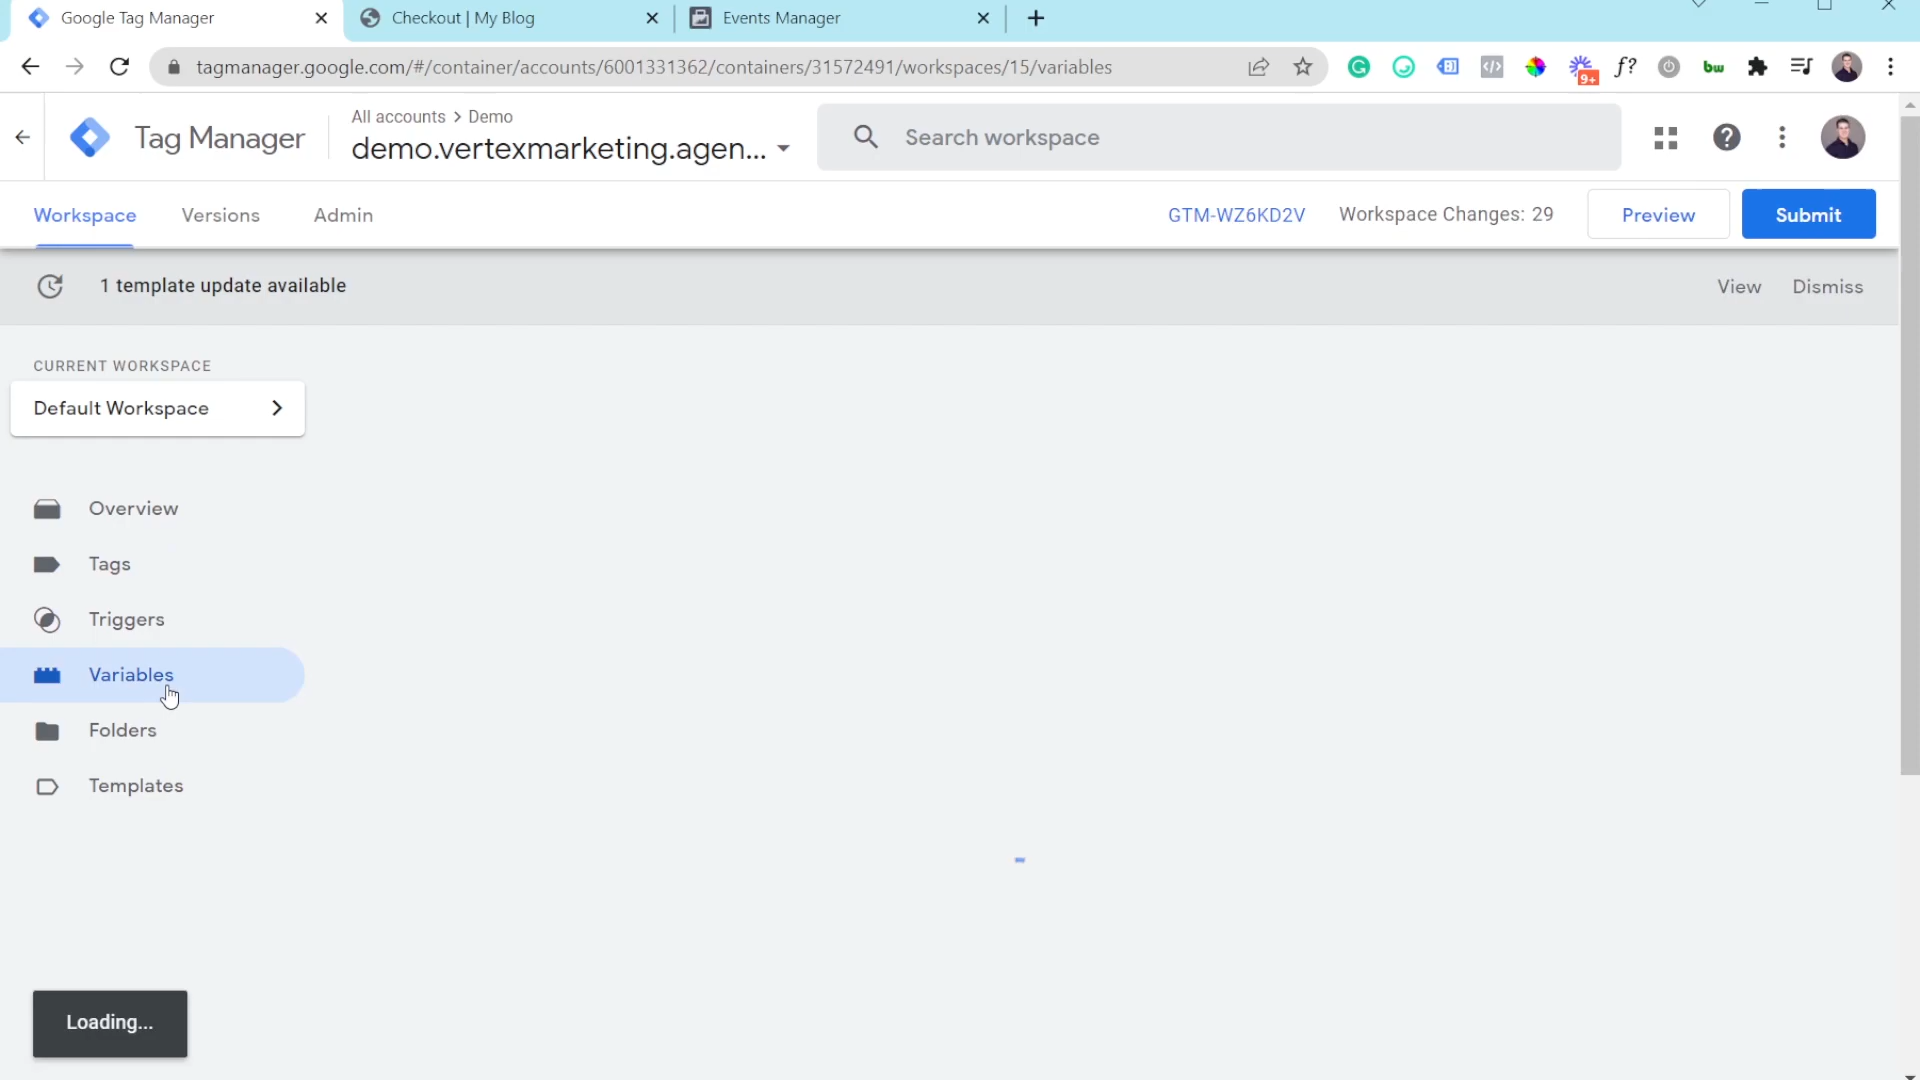 Google Tag Manager
Checkout | My Blog
Events Manager
tagmanager.google.com/#/container/accounts/6001331362/containers/31572491/workspaces/15/variables
9+
f?
bw
Tag Manager
All accounts > Demo
demo.vertexmarketing.agen...
Search workspace
Workspace
Versions
Admin
GTM-WZ6KD2V
Workspace Changes: 29
Preview
Submit
1 template update available
View
Dismiss
CURRENT WORKSPACE
Default Workspace
Overview
Tags
Triggers
Variables
Folders
Templates
Loading...